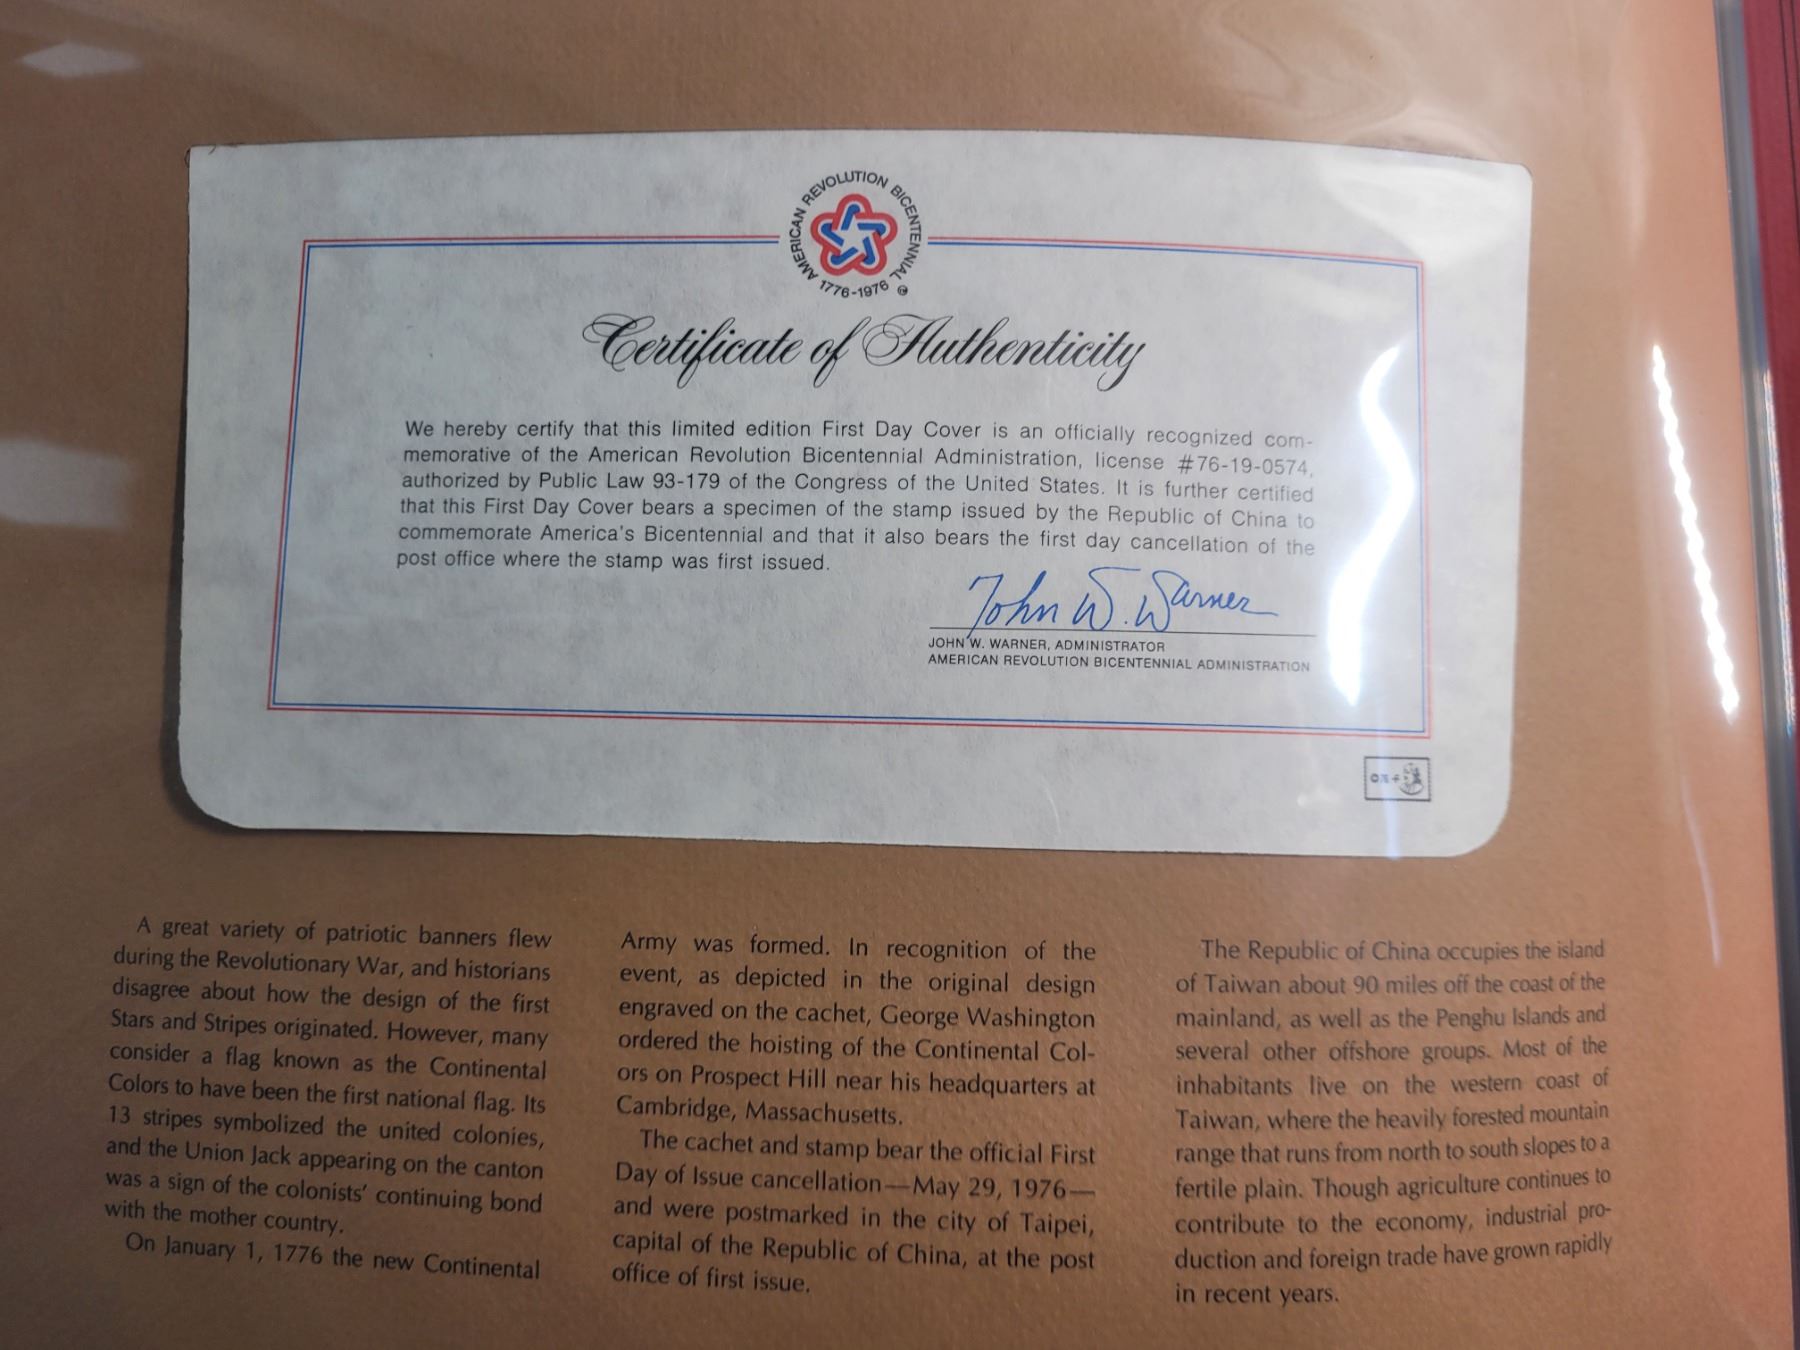 AMERICAN REVOLUTION BICENTENNIAL
1776-1976
Certificate of Authenticity
We hereby certify that this limited edition First Day Cover is an officially recognized com-
memorative of the American Revolution Bicentennial Administration, license #76-19-0574,
authorized by Public Law 93-179 of the Congress of the United States. It is further certified
that this First Day Cover bears a specimen of the stamp issued by the Republic of China to
commemorate America's Bicentennial and that it also bears the first day cancellation of the
post office where the stamp was first issued.
John W. Warner
JOHN W. WARNER, ADMINISTRATOR
AMERICAN REVOLUTION BICENTENNIAL ADMINISTRATION
A great variety of patriotic banners flew
during the Revolutionary War, and historians
disagree about how the design of the first
Stars and Stripes originated. However, many
consider a flag known as the Continental
Colors to have been the first national flag. Its
13 stripes symbolized the united colonies,
and the Union Jack appearing on the canton
was a sign of the colonists' continuing bond
with the mother country.
On January 1, 1776 the new Continental
Army was formed. In recognition of the
event, as depicted in the original design
engraved on the cachet, George Washington
ordered the hoisting of the Continental Col-
ors on Prospect Hill near his headquarters at
Cambridge, Massachusetts.
The cachet and stamp bear the official First
Day of Issue cancellation—May 29, 1976—
and were postmarked in the city of Taipei,
capital of the Republic of China, at the post
office of first issue.
The Republic of China occupies the island
of Taiwan about 90 miles off the coast of the
mainland, as well as the Penghu Islands and
several other offshore groups. Most of the
inhabitants live on the western coast of
Taiwan, where the heavily forested mountain
range that runs from north to south slopes to a
fertile plain. Though agriculture continues to
contribute to the economy, industrial pro-
duction and foreign trade have grown rapidly
in recent years.